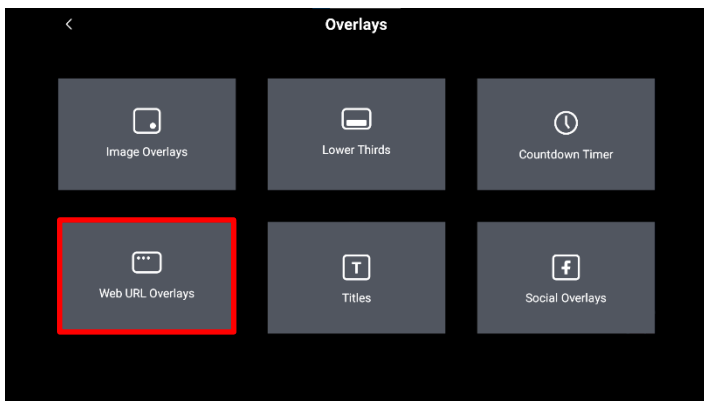 Overlays
Image Overlays
Lower Thirds
Countdown Timer
Web URL Overlays
T
Titles
f
Social Overlays